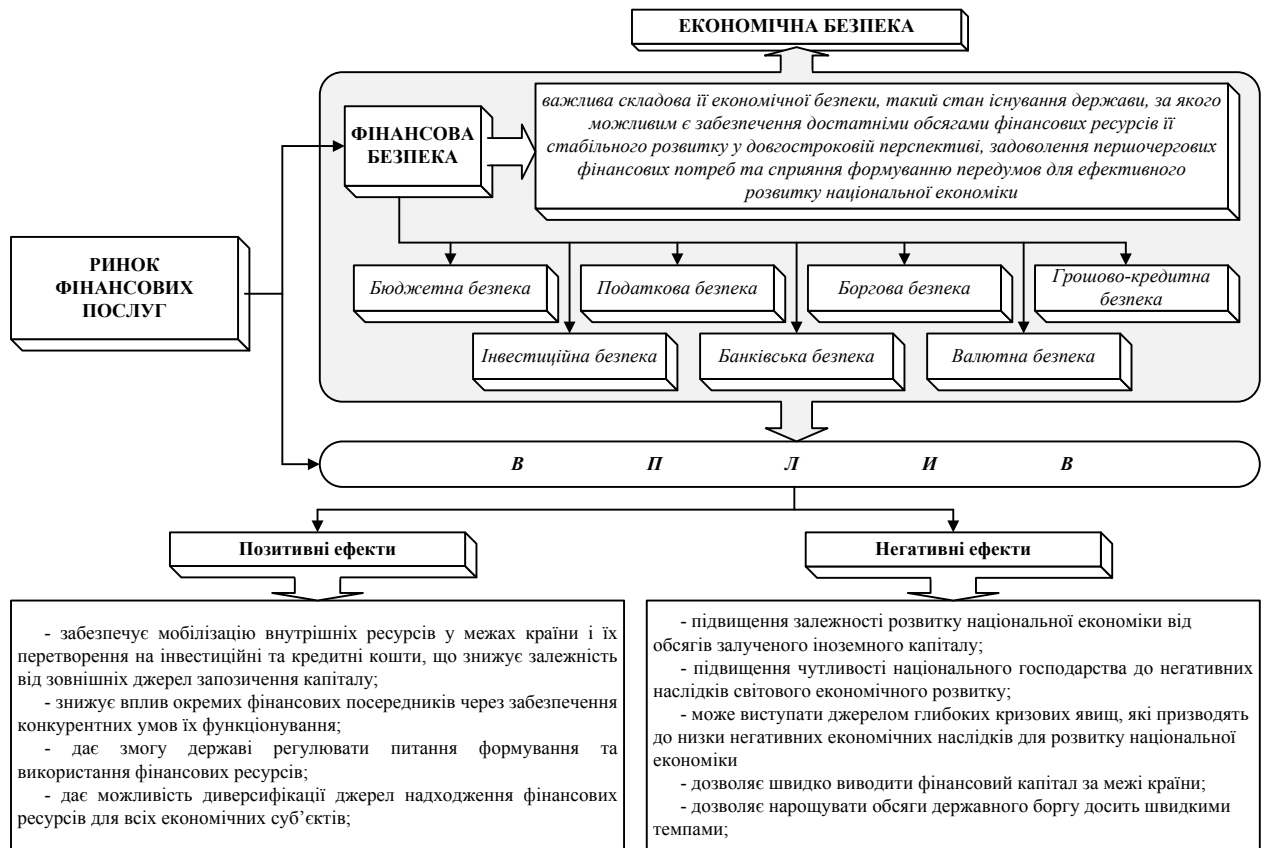 ЕКОНОМІЧНА БЕЗПЕКА
ФІНАНСОВА
БЕЗПЕКА
важлива складова її економічної безпеки, такий стан існування держави, за якого
можливим є забезпечення достатніми обсягами фінансових ресурсів її
стабільного розвитку у довгостроковій перспективі, задоволення першочергових
фінансових потреб та сприяння формуванню передумов для ефективного
розвитку національної економіки
РИНОК
ФІНАНСОВИХ
ПОСЛУГ
Бюджетна безпека
Податкова безпека
Боргова безпека
Грошово-кредитна
безпека
Інвестиційна безпека
Банківська безпека
Валютна безпека
В П Л И В
Позитивні ефекти
Негативні ефекти
- забезпечує мобілізацію внутрішніх ресурсів у межах країни і їх
перетворення на інвестиційні та кредитні кошти, що знижує залежність
від зовнішніх джерел запозичення капіталу;
- знижує вплив окремих фінансових посередників через забезпечення
конкурентних умов їх функціонування;
- дає змогу державі регулювати питання формування та
використання фінансових ресурсів;
- дає можливість диверсифікації джерел надходження фінансових
ресурсів для всіх економічних суб’єктів;
- підвищення залежності розвитку національної економіки від
обсягів залученого іноземного капіталу;
- підвищення чутливості національного господарства до негативних
наслідків світового економічного розвитку;
- може виступати джерелом глибоких кризових явищ, які призводять
до низки негативних економічних наслідків для розвитку національної
економіки
- дозволяє швидко виводити фінансовий капітал за межі країни;
- дозволяє нарощувати обсяги державного боргу досить швидкими
темпами;